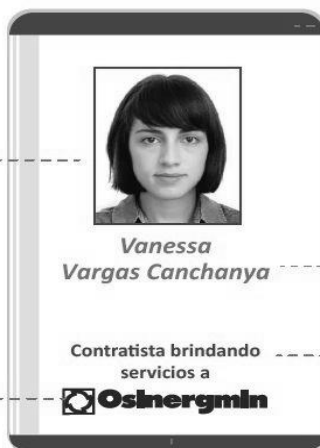 Vanessa
Vargas Canchanya
Contratista brindando
servicios a
Osinergmin